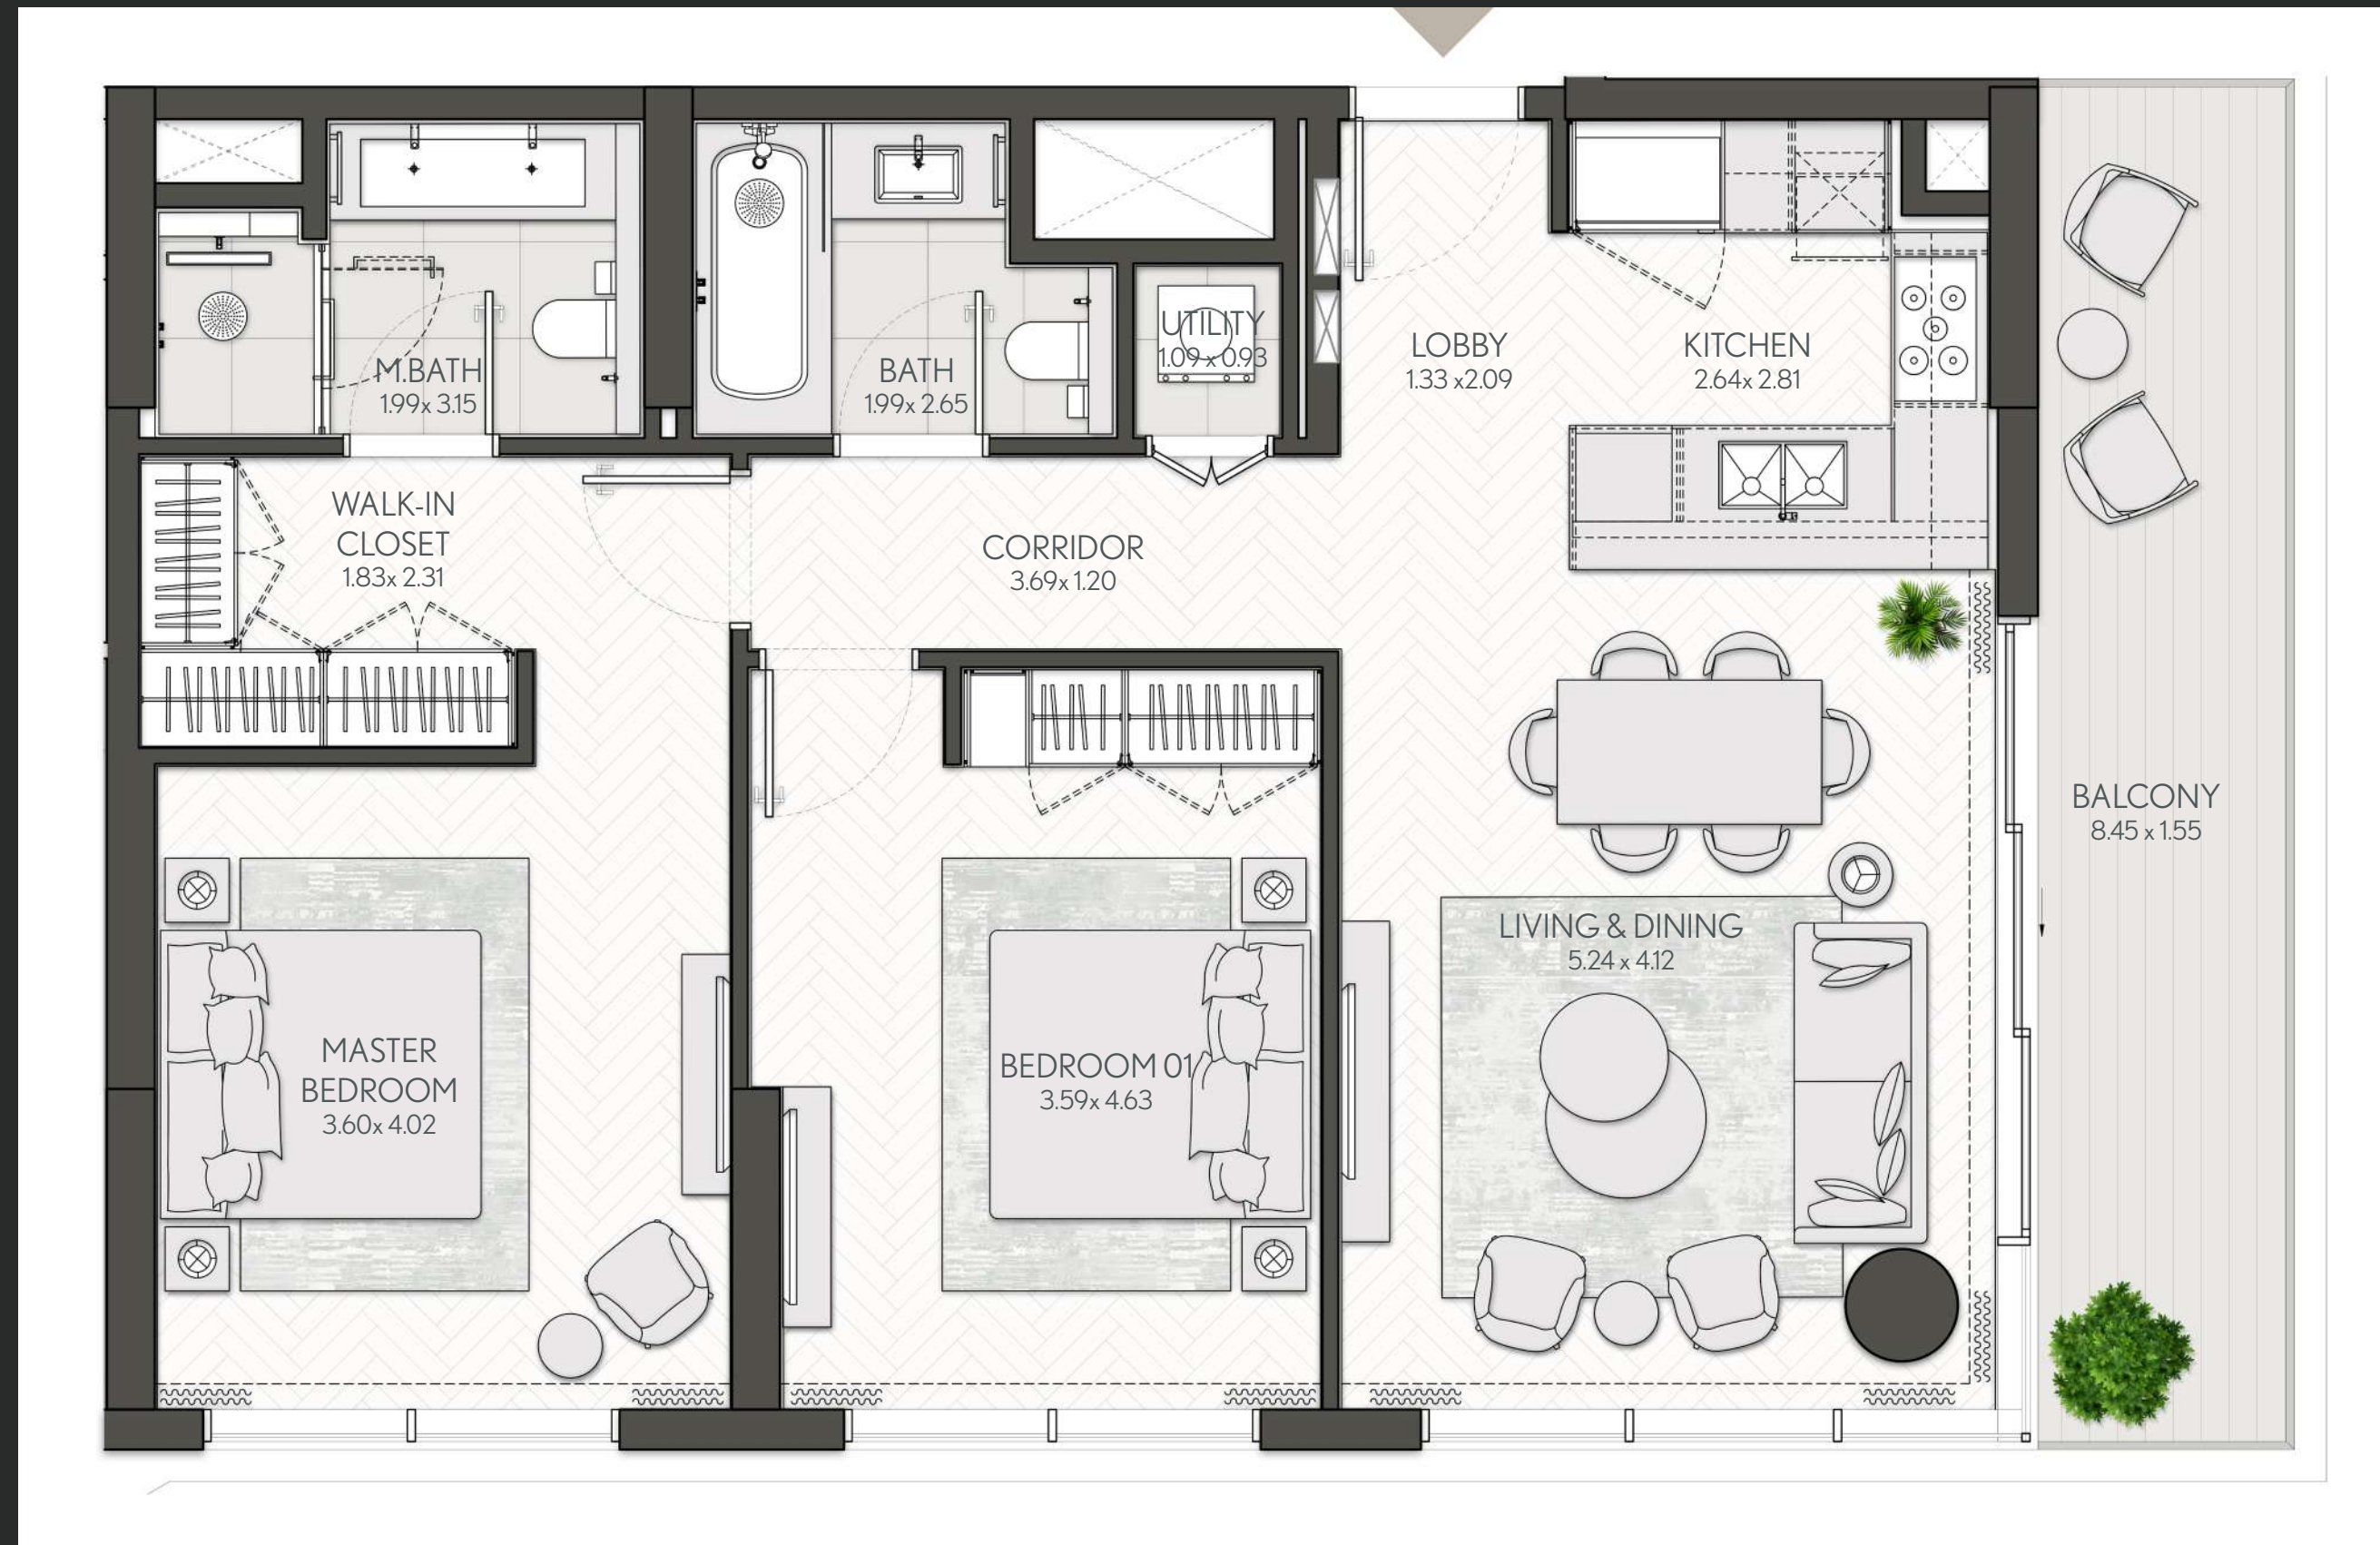 M.BATH
1.99x 3.15
BATH
1.99x 2.65
UTILITY
1.09x0.93
LOBBY
1.33 x2.09
KITCHEN
2.64x 2.81
WALK-IN
CLOSET
1.83x 2.31
CORRIDOR
3.69x 1.20
BALCONY
8.45 x 1.55
LIVING & DINING
5.24 x 4.12
MASTER
BEDROOM
3.60x 4.02
BEDROOM 01
3.59x 4.63